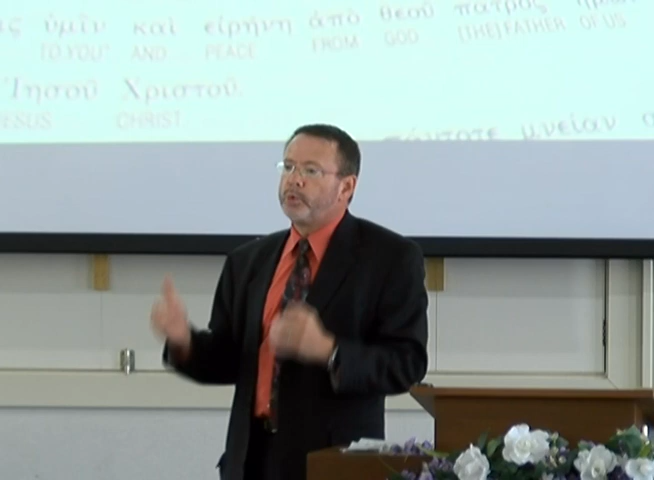 ὑμῖν καὶ εἰρήνη ἀπὸ θεοῦ πατρὸς
TO YOU" AND PEACE FROM GOD [THE] FATHER OF US
Ἰησοῦ Χριστοῦ.
JESUS CHRIST.
πάντοτε μνείαν